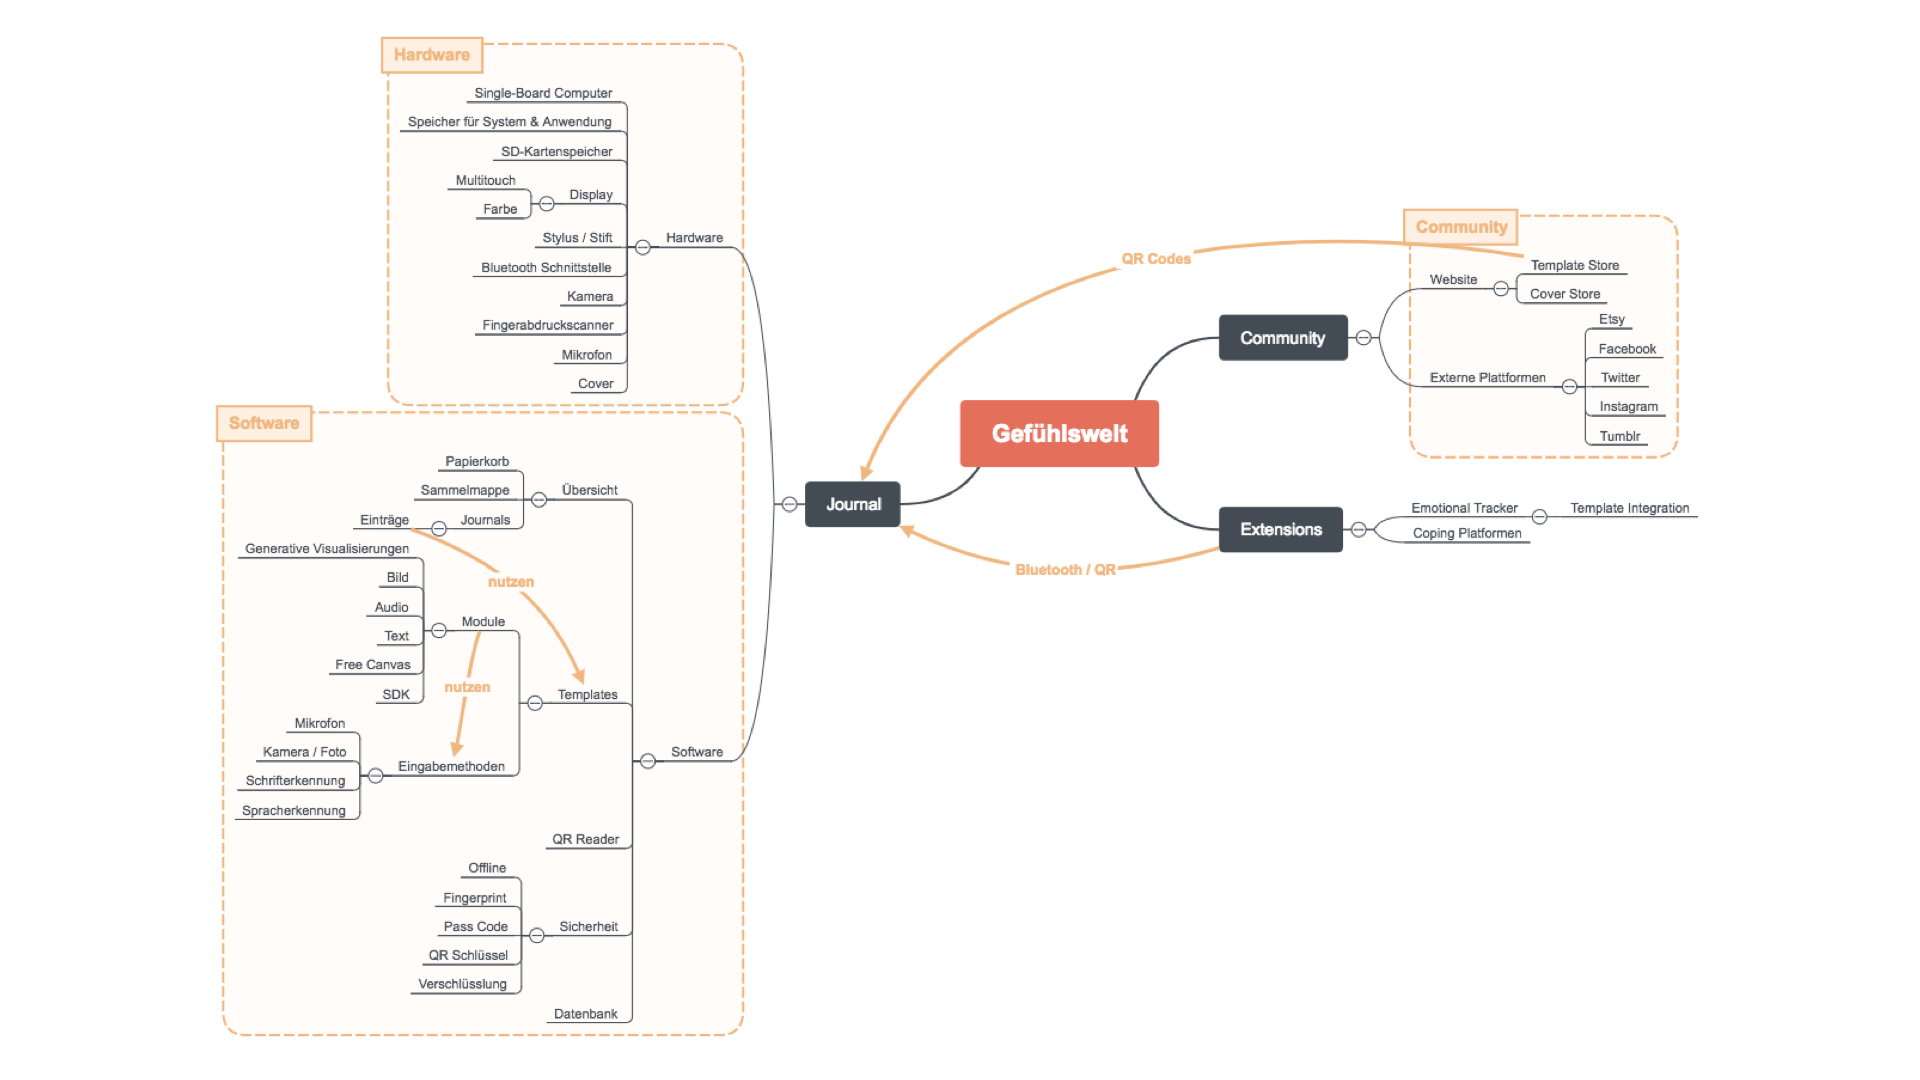 Hardware
Single-Board Computer
Speicher für System & Anwendung
SD-Kartenspeicher
Multitouch
Farbe
Display
Stylus / Stift
Bluetooth Schnittstelle
Kamera
Fingerabdruckscanner
Mikrofon
Cover
Hardware
Software
Papierkorb
Sammelmappe
Einträge
Journals
Übersicht
Generative Visualisierungen
Bild
Audio
Text
Free Canvas
SDK
Module
nutzen
nutzen
Templates
Mikrofon
Kamera / Foto
Schrifterkennung
Spracherkennung
Eingabemethoden
Software
QR Reader
Offline
Fingerprint
Pass Code
QR Schlüssel
Verschlüsslung
Sicherheit
Datenbank
Journal
Gefühlswelt
QR Codes
Bluetooth / QR
Community
Community
Website
Template Store
Cover Store
Externe Plattformen
Etsy
Facebook
Twitter
Instagram
Tumblr
Extensions
Emotional Tracker
Template Integration
Coping Platformen